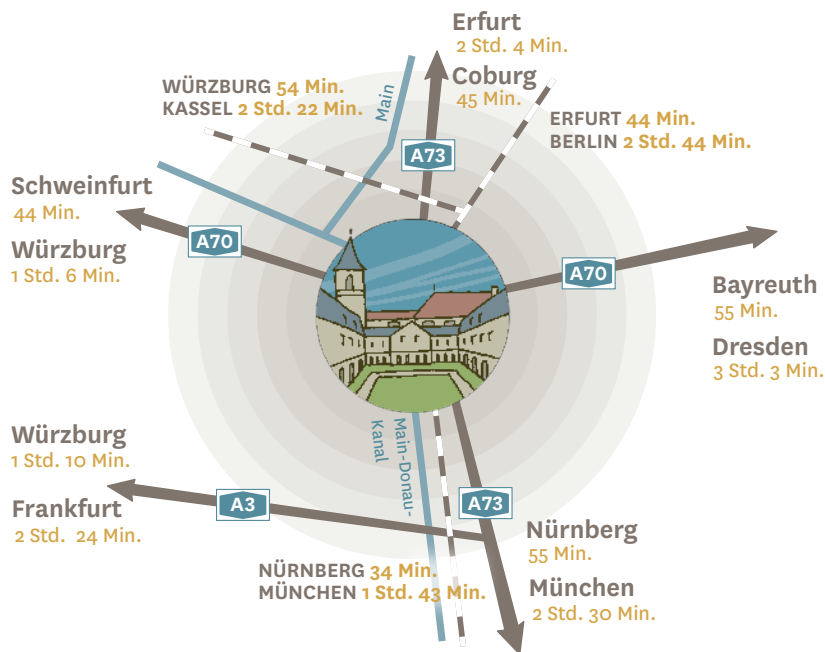 Erfurt
2 Std. 4 Min.
Coburg
45 Min.
WÜRZBURG 54 Min.
KASSEL 2 Std. 22 Min.
Main
ERFURT 44 Min.
BERLIN 2 Std. 44 Min.
A73
Schweinfurt
44 Min.
Würzburg
1 Std. 6 Min.
A70
A70
Bayreuth
55 Min.
Dresden
3 Std. 3 Min.
Würzburg
1 Std. 10 Min.
Frankfurt
2 Std. 24 Min.
A3
Main-Donau-
Kanal
A73
Nürnberg
55 Min.
München
2 Std. 30 Min.
NÜRNBERG 34 Min.
MÜNCHEN 1 Std. 43 Min.